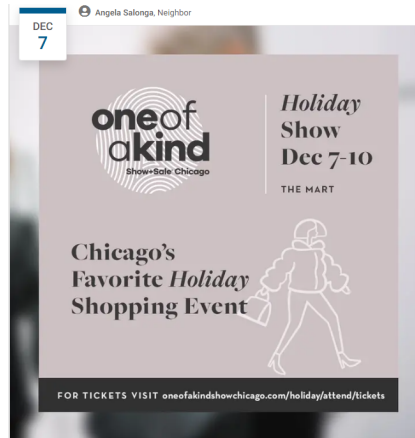 Angela Salonga, Neighbor
DEC
7
oneof
akind
Show+Sale Chicago
Holiday
Show
Dec 7-10
THE MART
Chicago's
Favorite Holiday
Shopping Event
FOR TICKETS VISIT oneofakindshowchicago.com/holiday/attend/tickets